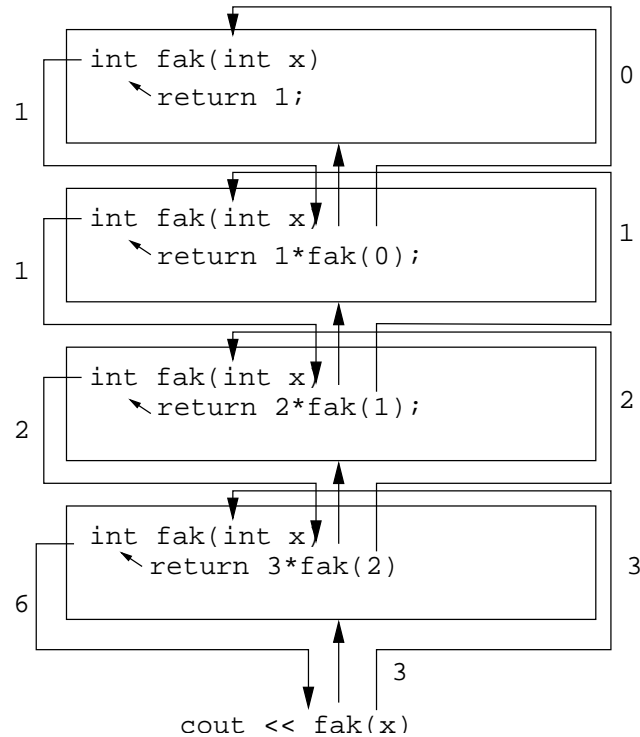 int fak(int x)
return 1;
0
1
int fak(int x)
return 1*fak(0);
1
1
int fak(int x)
return 2*fak(1);
2
2
int fak(int x)
return 3*fak(2)
6
3
3
cout << fak(x)